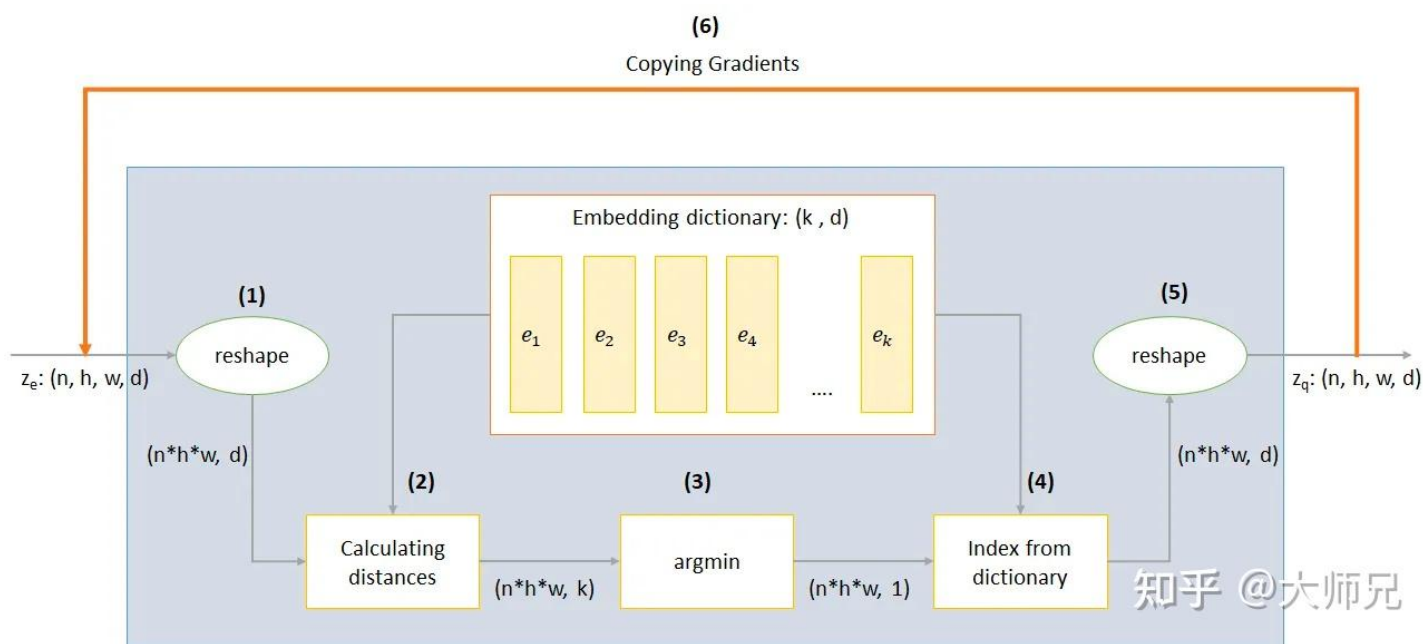 (6)
Copying Gradients
Embedding dictionary: (k , d)
(1)
(5)
e₁ e₂ e₃ e₄ .... eₖ
reshape
reshape
zₑ: (n, h, w, d)
z_q: (n, h, w, d)
(n*h*w, d)
(n*h*w, d)
(2)
(3)
(4)
Calculating
distances
argmin
Index from
dictionary
(n*h*w, k)
(n*h*w, 1)
知乎 @大师兄